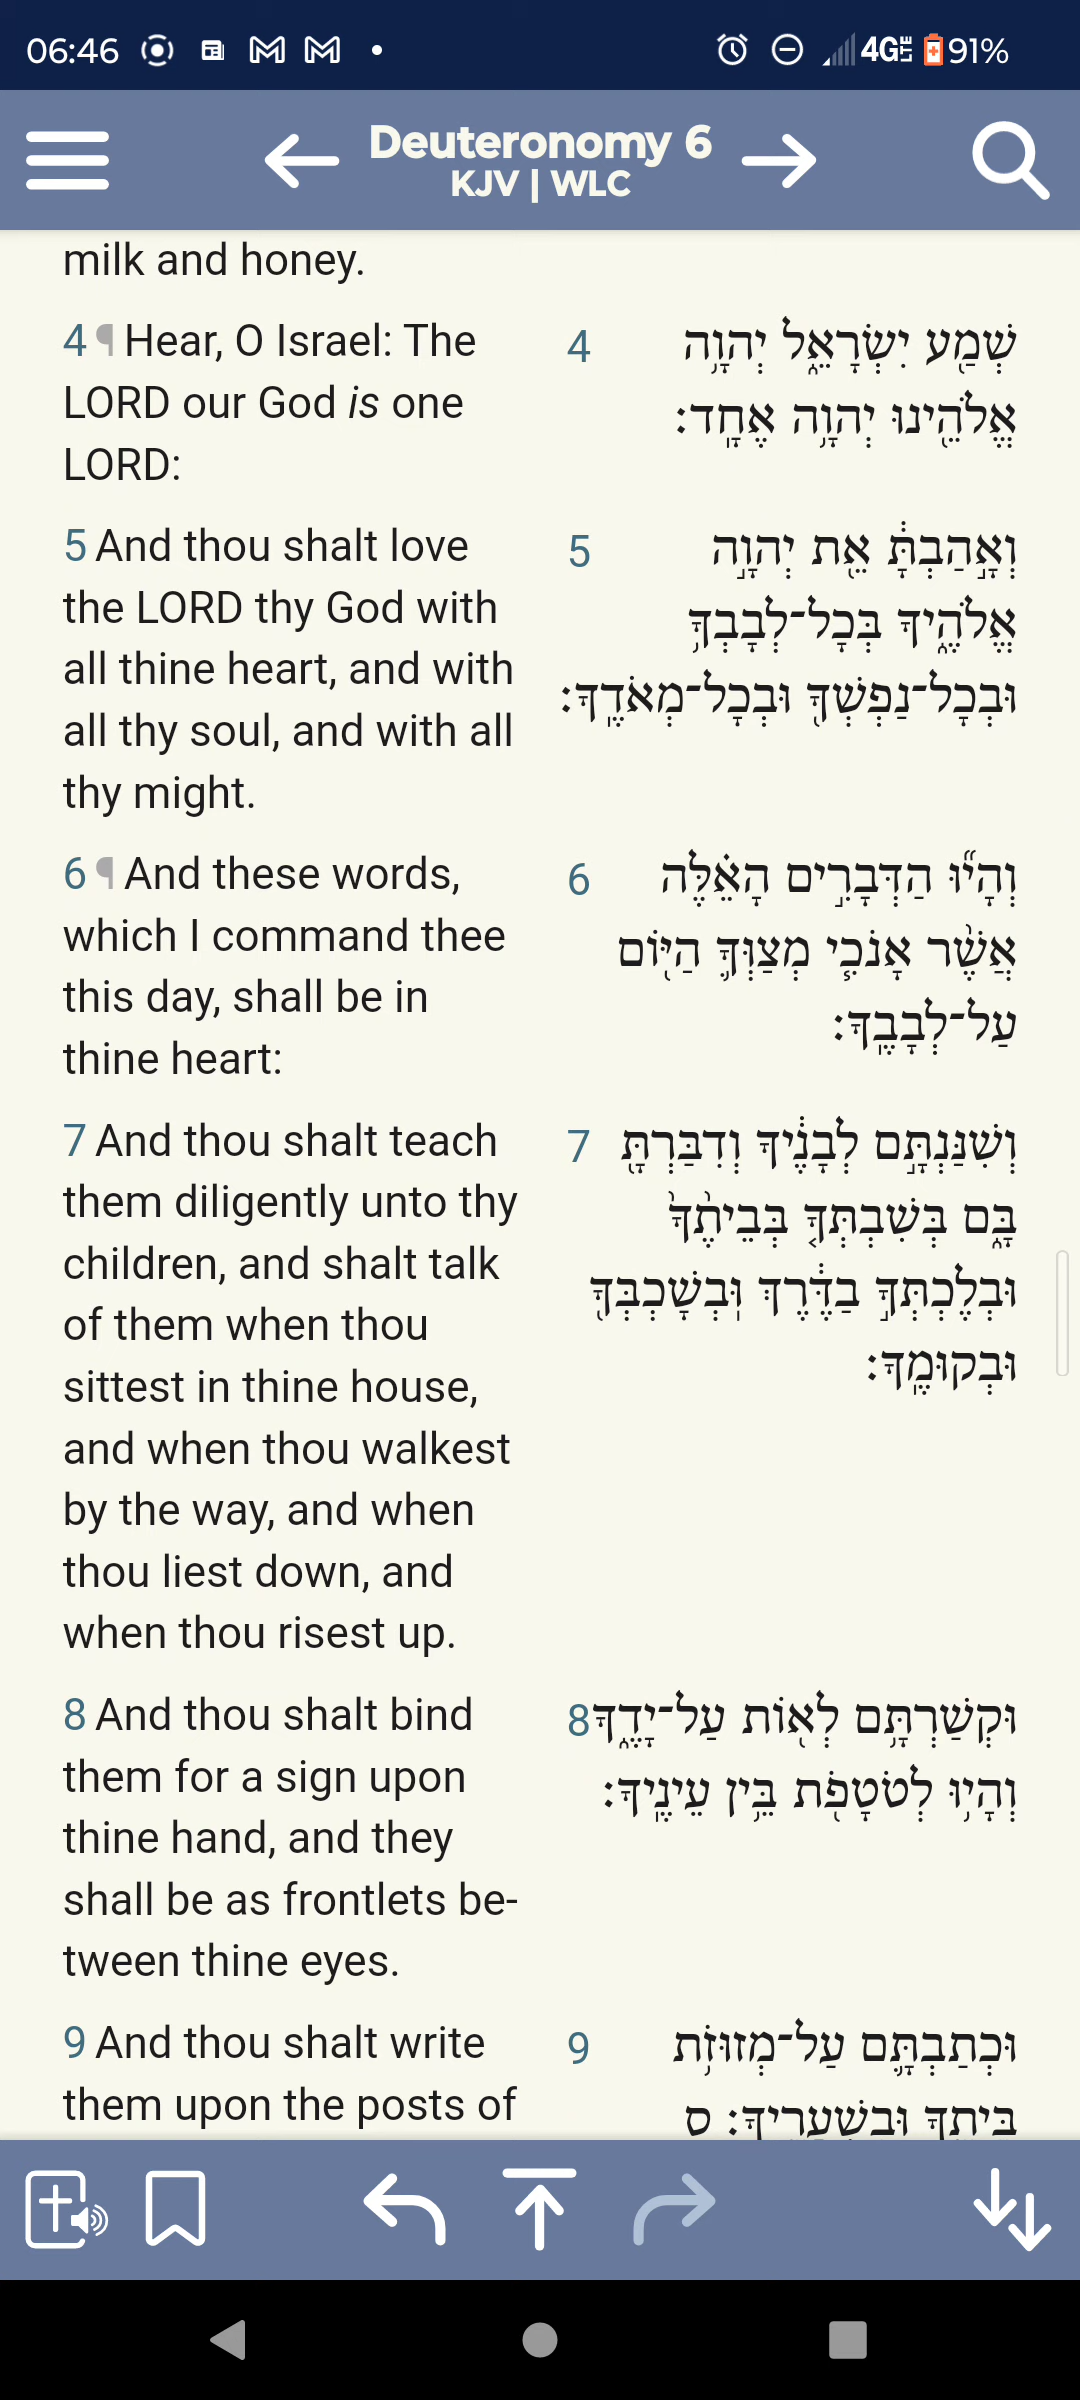 06:46
4G LTE 91%
Deuteronomy 6
KJV | WLC
milk and honey.
4 ¶ Hear, O Israel: The
LORD our God is one
LORD:
4 שְׁמַ֖ע יִשְׂרָאֵ֑ל יְהוָ֥ה
אֱלֹהֵ֖ינוּ יְהוָ֥ה אֶחָֽד׃
5 And thou shalt love
the LORD thy God with
all thine heart, and with
all thy soul, and with all
thy might.
5 וְאָ֣הַבְתָּ֔ אֵ֖ת יְהוָ֣ה
אֱלֹהֶ֑יךָ בְּכָל־לְבָבְךָ֥
וּבְכָל־נַפְשְׁךָ֖ וּבְכָל־מְאֹדֶֽךָ׃
6 ¶ And these words,
which I command thee
this day, shall be in
thine heart:
6 וְהָי֞וּ הַדְּבָרִ֣ים הָאֵ֗לֶּה
אֲשֶׁ֨ר אָנֹכִ֧י מְצַוְּךָ֛ הַיּ֖וֹם
עַל־לְבָבֶֽךָ׃
7 And thou shalt teach
them diligently unto thy
children, and shalt talk
of them when thou
sittest in thine house,
and when thou walkest
by the way, and when
thou liest down, and
when thou risest up.
7 וְשִׁנַּנְתָּ֣ם לְבָנֶ֔יךָ וְדִבַּרְתָּ֖
בָּ֑ם בְּשִׁבְתְּךָ֤ בְּבֵיתֶ֙ךָ֙
וּבְלֶכְתְּךָ֣ בַדֶּ֔רֶךְ וּֽבְשָׁכְבְּךָ֖
וּבְקוּמֶֽךָ׃
8 And thou shalt bind
them for a sign upon
thine hand, and they
shall be as frontlets be-
tween thine eyes.
8 וּקְשַׁרְתָּ֥ם לְא֖וֹת עַל־יָדֶ֑ךָ
וְהָי֥וּ לְטֹטָפֹ֖ת בֵּ֥ין עֵינֶֽיךָ׃
9 And thou shalt write
them upon the posts of
9 וּכְתַבְתָּ֛ם עַל־מְזוּזֹ֥ת
בֵּיתֶ֖ךָ וּבִשְׁעָרֶֽיךָ׃ ס